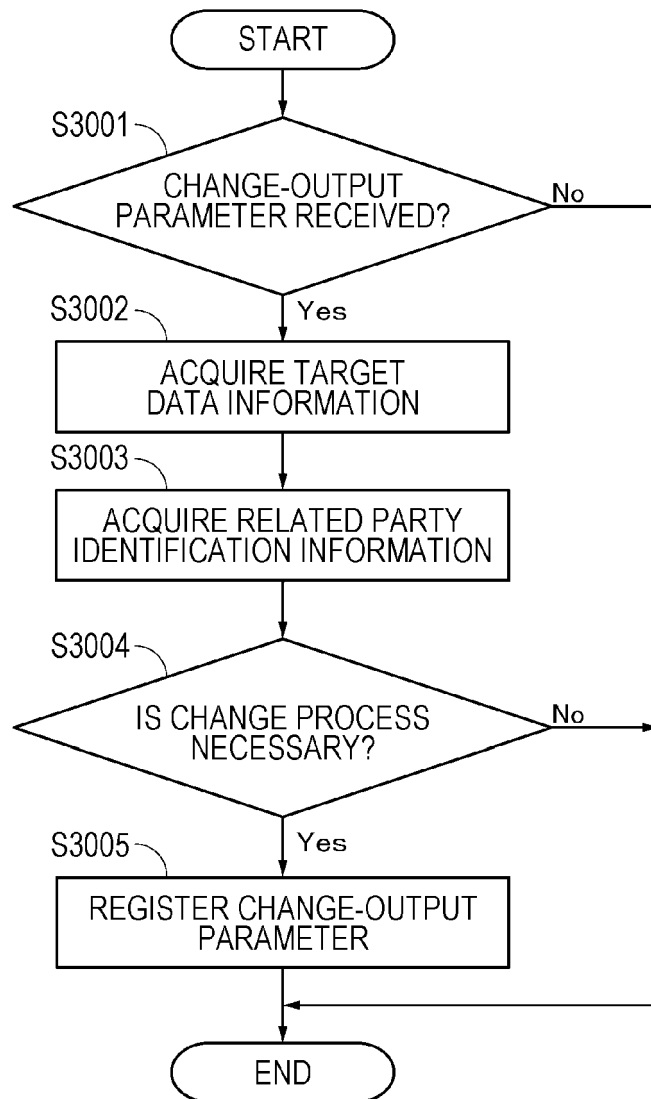 START
S3001
CHANGE-OUTPUT
PARAMETER RECEIVED?
No
Yes
S3002
ACQUIRE TARGET
DATA INFORMATION
S3003
ACQUIRE RELATED PARTY
IDENTIFICATION INFORMATION
S3004
IS CHANGE PROCESS
NECESSARY?
No
Yes
S3005
REGISTER CHANGE-OUTPUT
PARAMETER
END